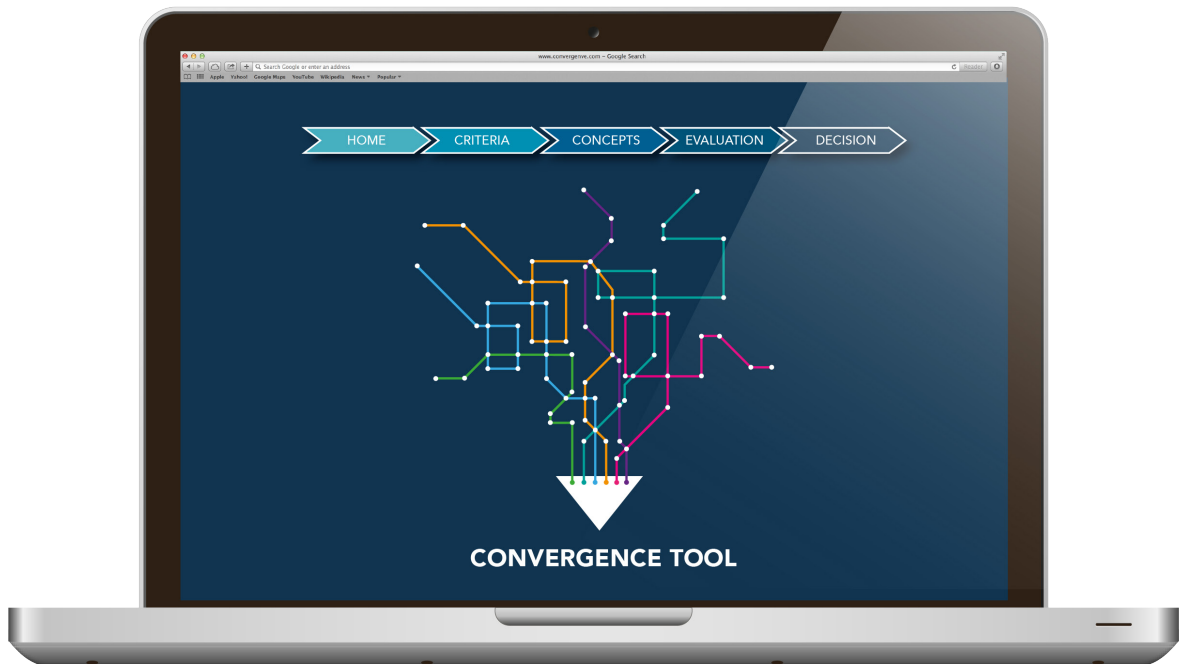 www.convergenve.com – Google Search
Search Google or enter an address
Reader
Apple Yahoo! Google Maps YouTube Wikipedia News Popular
HOME CRITERIA CONCEPTS EVALUATION DECISION
CONVERGENCE TOOL